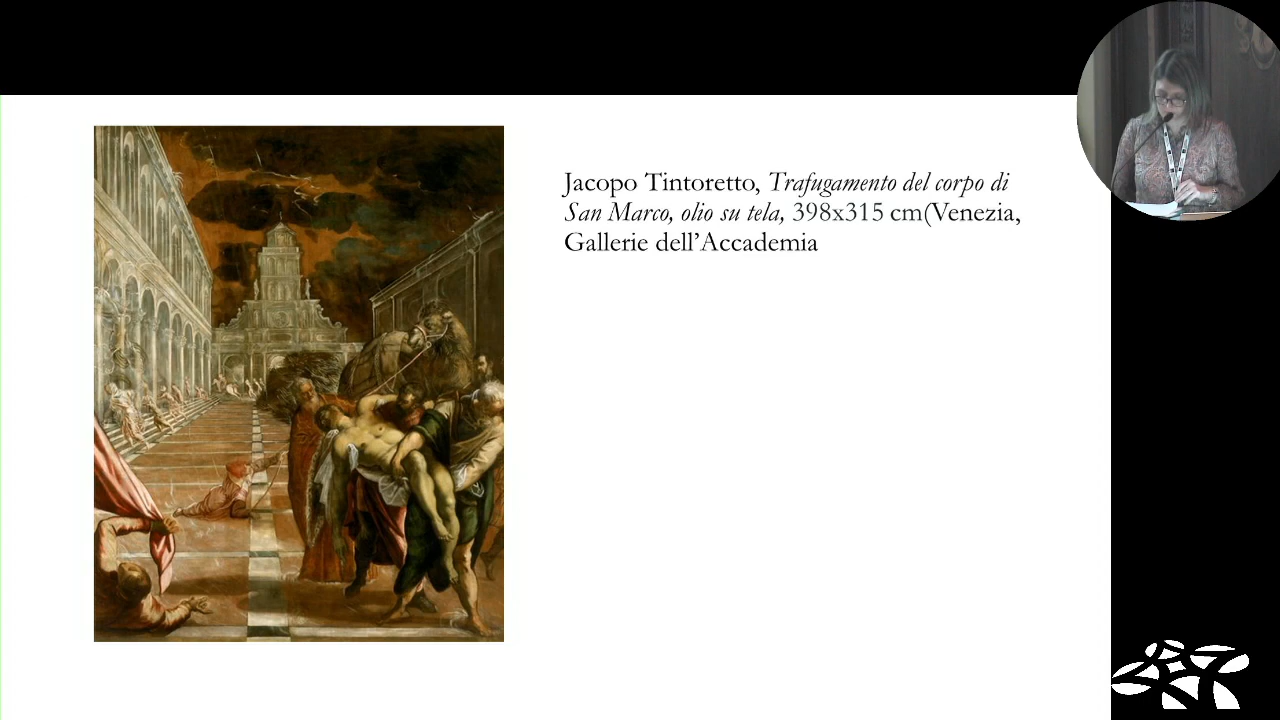 Jacopo Tintoretto, Trafugamento del corpo di
San Marco, olio su tela, 398x315 cm(Venezia,
Gallerie dell’Accademia